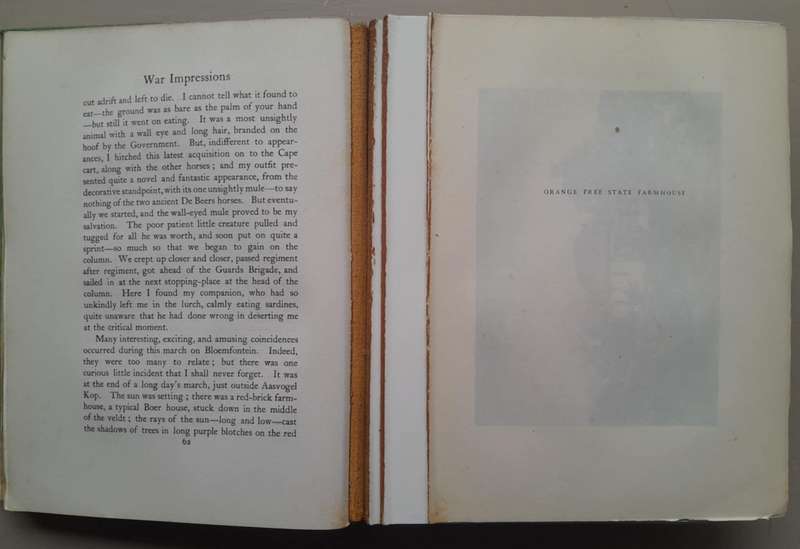 War Impressions
cut adrift and left to die. I cannot tell what it found to
eat—the ground was as bare as the palm of your hand
—but still it went on eating. It was a most unsightly
animal with a wall eye and long hair, branded on the
hoof by the Government. But, indifferent to appear-
ances, I hitched this latest acquisition on to the Cape
cart, along with the other horses; and my outfit pre-
sented quite a novel and fantastic appearance, from the
decorative standpoint, with its one unsightly mule—to say
nothing of the two ancient De Beers horses. But eventu-
ally we started, and the wall-eyed mule proved to be my
salvation. The poor patient little creature pulled and
tugged for all he was worth, and soon put on quite a
sprint—so much so that we began to gain on the
column. We crept up closer and closer, passed regiment
after regiment, got ahead of the Guards Brigade, and
sailed in at the next stopping-place at the head of the
column. Here I found my companion, who had so
unkindly left me in the lurch, calmly eating sardines,
quite unaware that he had done wrong in deserting me
at the critical moment.
Many interesting, exciting, and amusing coincidences
occurred during this march on Bloemfontein. Indeed,
they were too many to relate; but there was one
curious little incident that I shall never forget. It was
at the end of a long day's march, just outside Aasvogel
Kop. The sun was setting; there was a red-brick farm-
house, a typical Boer house, stuck down in the middle
of the veldt; the rays of the sun—long and low—cast
the shadows of trees in long purple blotches on the red
62
ORANGE FREE STATE FARMHOUSE